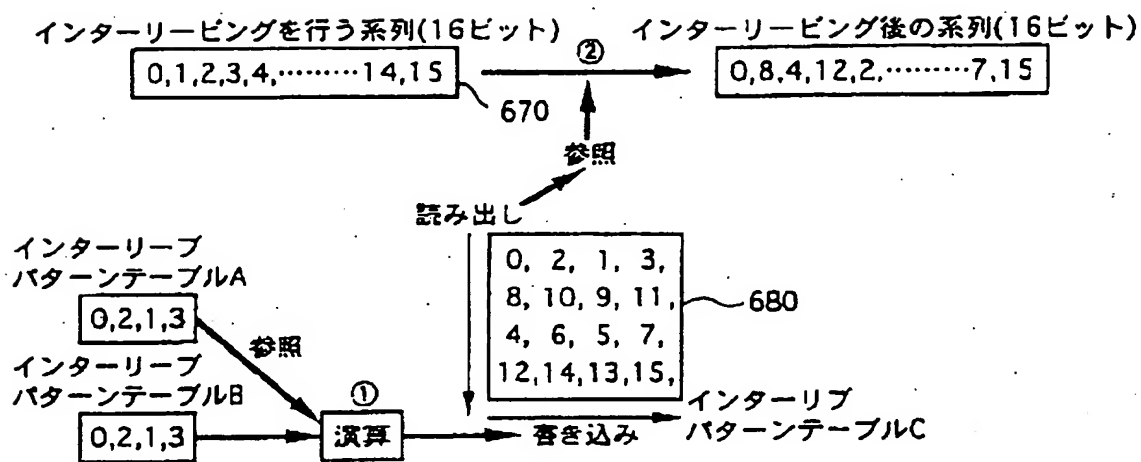 インターリービングを行う系列(16ビット)
②
インターリービング後の系列(16ビット)
0,1,2,3,4,………14,15
0,8,4,12,2,………7,15
670
参照
読み出し
インターリーブ
パターンテーブルA
0,2,1,3
参照
0, 2, 1, 3,
8, 10, 9, 11,
4, 6, 5, 7,
12,14,13,15,
680
インターリーブ
パターンテーブルB
0,2,1,3
①
演算
書き込み
インターリブ
パターンテーブルC